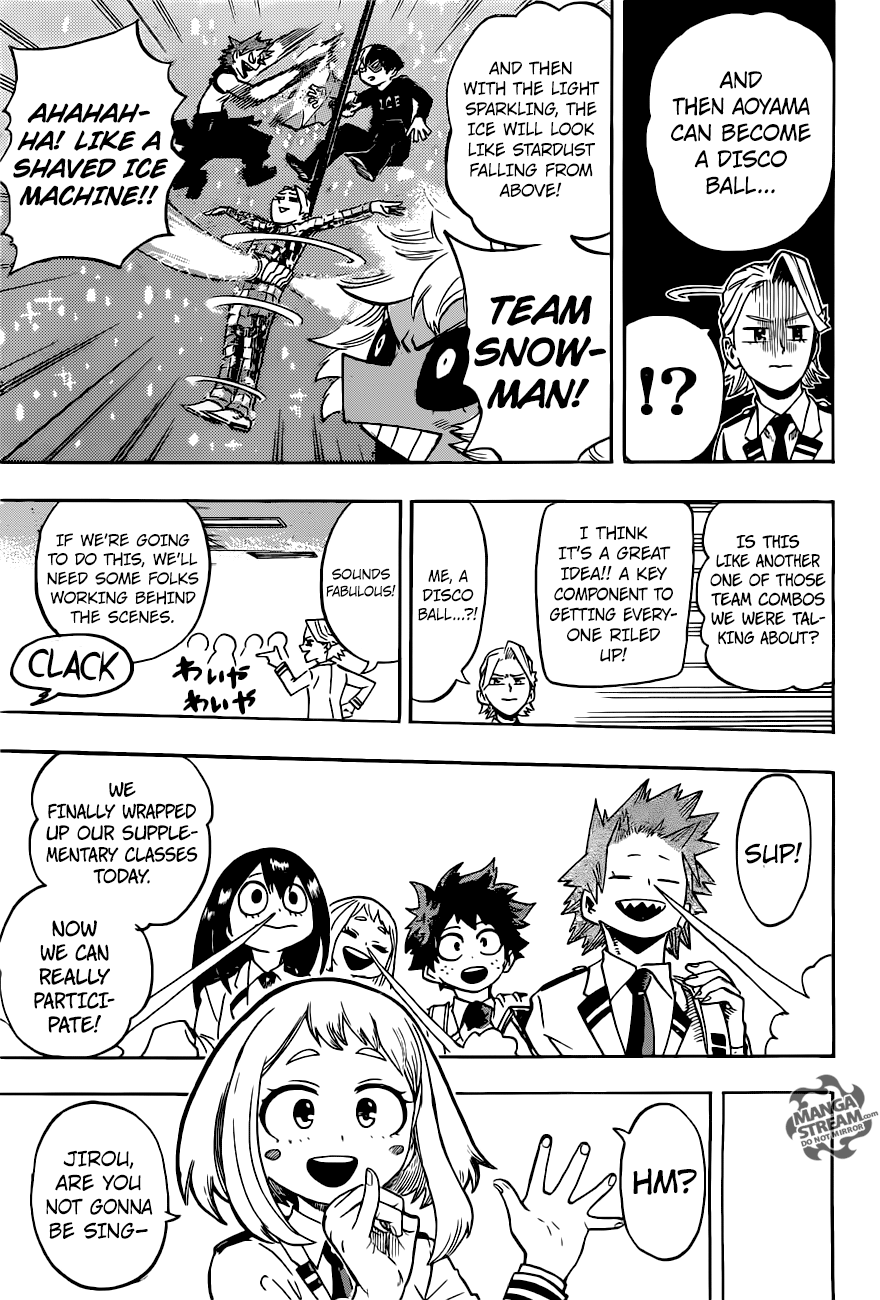 AND
THEN AOYAMA
CAN BECOME
A DISCO
BALL...
!?
AND THEN
WITH THE LIGHT
SPARKLING, THE
ICE WILL LOOK
LIKE STARDUST
FALLING FROM
ABOVE!
TEAM
SNOW-
MAN!
ICE
AHAHAH-
HA! LIKE A
SHAVED ICE
MACHINE!!
IS THIS
LIKE ANOTHER
ONE OF THOSE
TEAM COMBOS
WE WERE TAL-
KING ABOUT?
I THINK
IT'S A GREAT
IDEA!! A KEY
COMPONENT TO
GETTING EVERY-
ONE RILED
UP!
ME, A
DISCO
BALL...?!
SOUNDS
FABULOUS!
IF WE'RE GOING
TO DO THIS, WE'LL
NEED SOME FOLKS
WORKING BEHIND
THE SCENES.
わいや
わいや
CLACK
SUP!
WE
FINALLY WRAPPED
UP OUR SUPPLE-
MENTARY CLASSES
TODAY.
NOW
WE CAN
REALLY
PARTICI-
PATE!
HM?
JIROU,
ARE YOU
NOT GONNA
BE SING-
MANGA
STREAM.com
DO NOT MIRROR